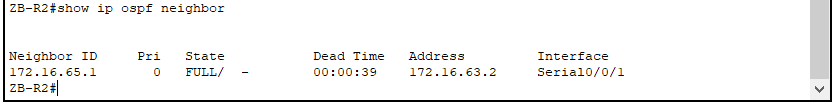 ZB-R2#show ip ospf neighbor
Neighbor ID     Pri   State           Dead Time   Address         Interface
172.16.65.1       0   FULL/  -        00:00:39    172.16.63.2     Serial0/0/1
ZB-R2#